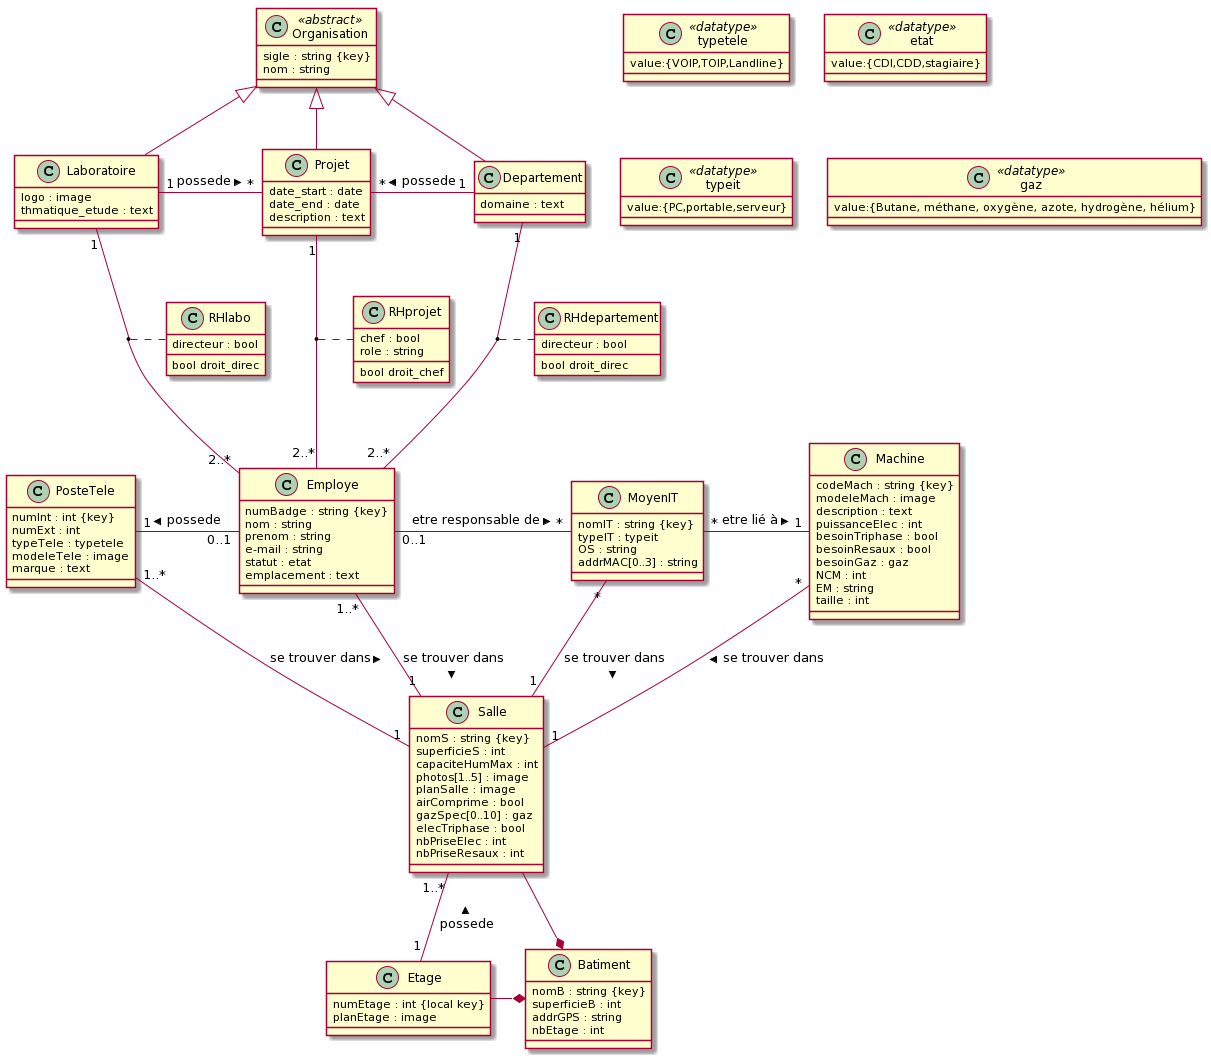 C
«abstract»
Organisation
sigle : string {key}
nom : string
C
«datatype»
typetele
value:{VOIP,TOIP,Landline}
C
«datatype»
etat
value:{CDI,CDD,stagiaire}
C
Laboratoire
logo : image
thmatique_etude : text
1
possede
*
C
Projet
date_start : date
date_end : date
description : text
*
possede
1
C
Departement
domaine : text
C
«datatype»
typeit
value:{PC,portable,serveur}
C
«datatype»
gaz
value:{Butane, méthane, oxygène, azote, hydrogène, hélium}
1
1
1
C
RHlabo
directeur : bool
bool droit_direc
C
RHprojet
chef : bool
role : string
bool droit_chef
C
RHdepartement
directeur : bool
bool droit_direc
2..*
2..*
2..*
C
PosteTele
numInt : int {key}
numExt : int
typeTele : typetele
modeleTele : image
marque : text
1
possede
0..1
C
Employe
numBadge : string {key}
nom : string
prenom : string
e-mail : string
statut : etat
emplacement : text
etre responsable de
0..1
*
C
MoyenIT
nomIT : string {key}
typeIT : typeit
OS : string
addrMAC[0..3] : string
*
etre lié à
1
C
Machine
codeMach : string {key}
modeleMach : image
description : text
puissanceElec : int
besoinTriphase : bool
besoinResaux : bool
besoinGaz : gaz
NCM : int
EM : string
taille : int
1..*
1..*
*
*
se trouver dans
se trouver dans
se trouver dans
se trouver dans
1
1
1
1
C
Salle
nomS : string {key}
superficieS : int
capaciteHumMax : int
photos[1..5] : image
planSalle : image
airComprime : bool
gazSpec[0..10] : gaz
elecTriphase : bool
nbPriseElec : int
nbPriseResaux : int
1..*
possede
1
C
Etage
numEtage : int {local key}
planEtage : image
C
Batiment
nomB : string {key}
superficieB : int
addrGPS : string
nbEtage : int